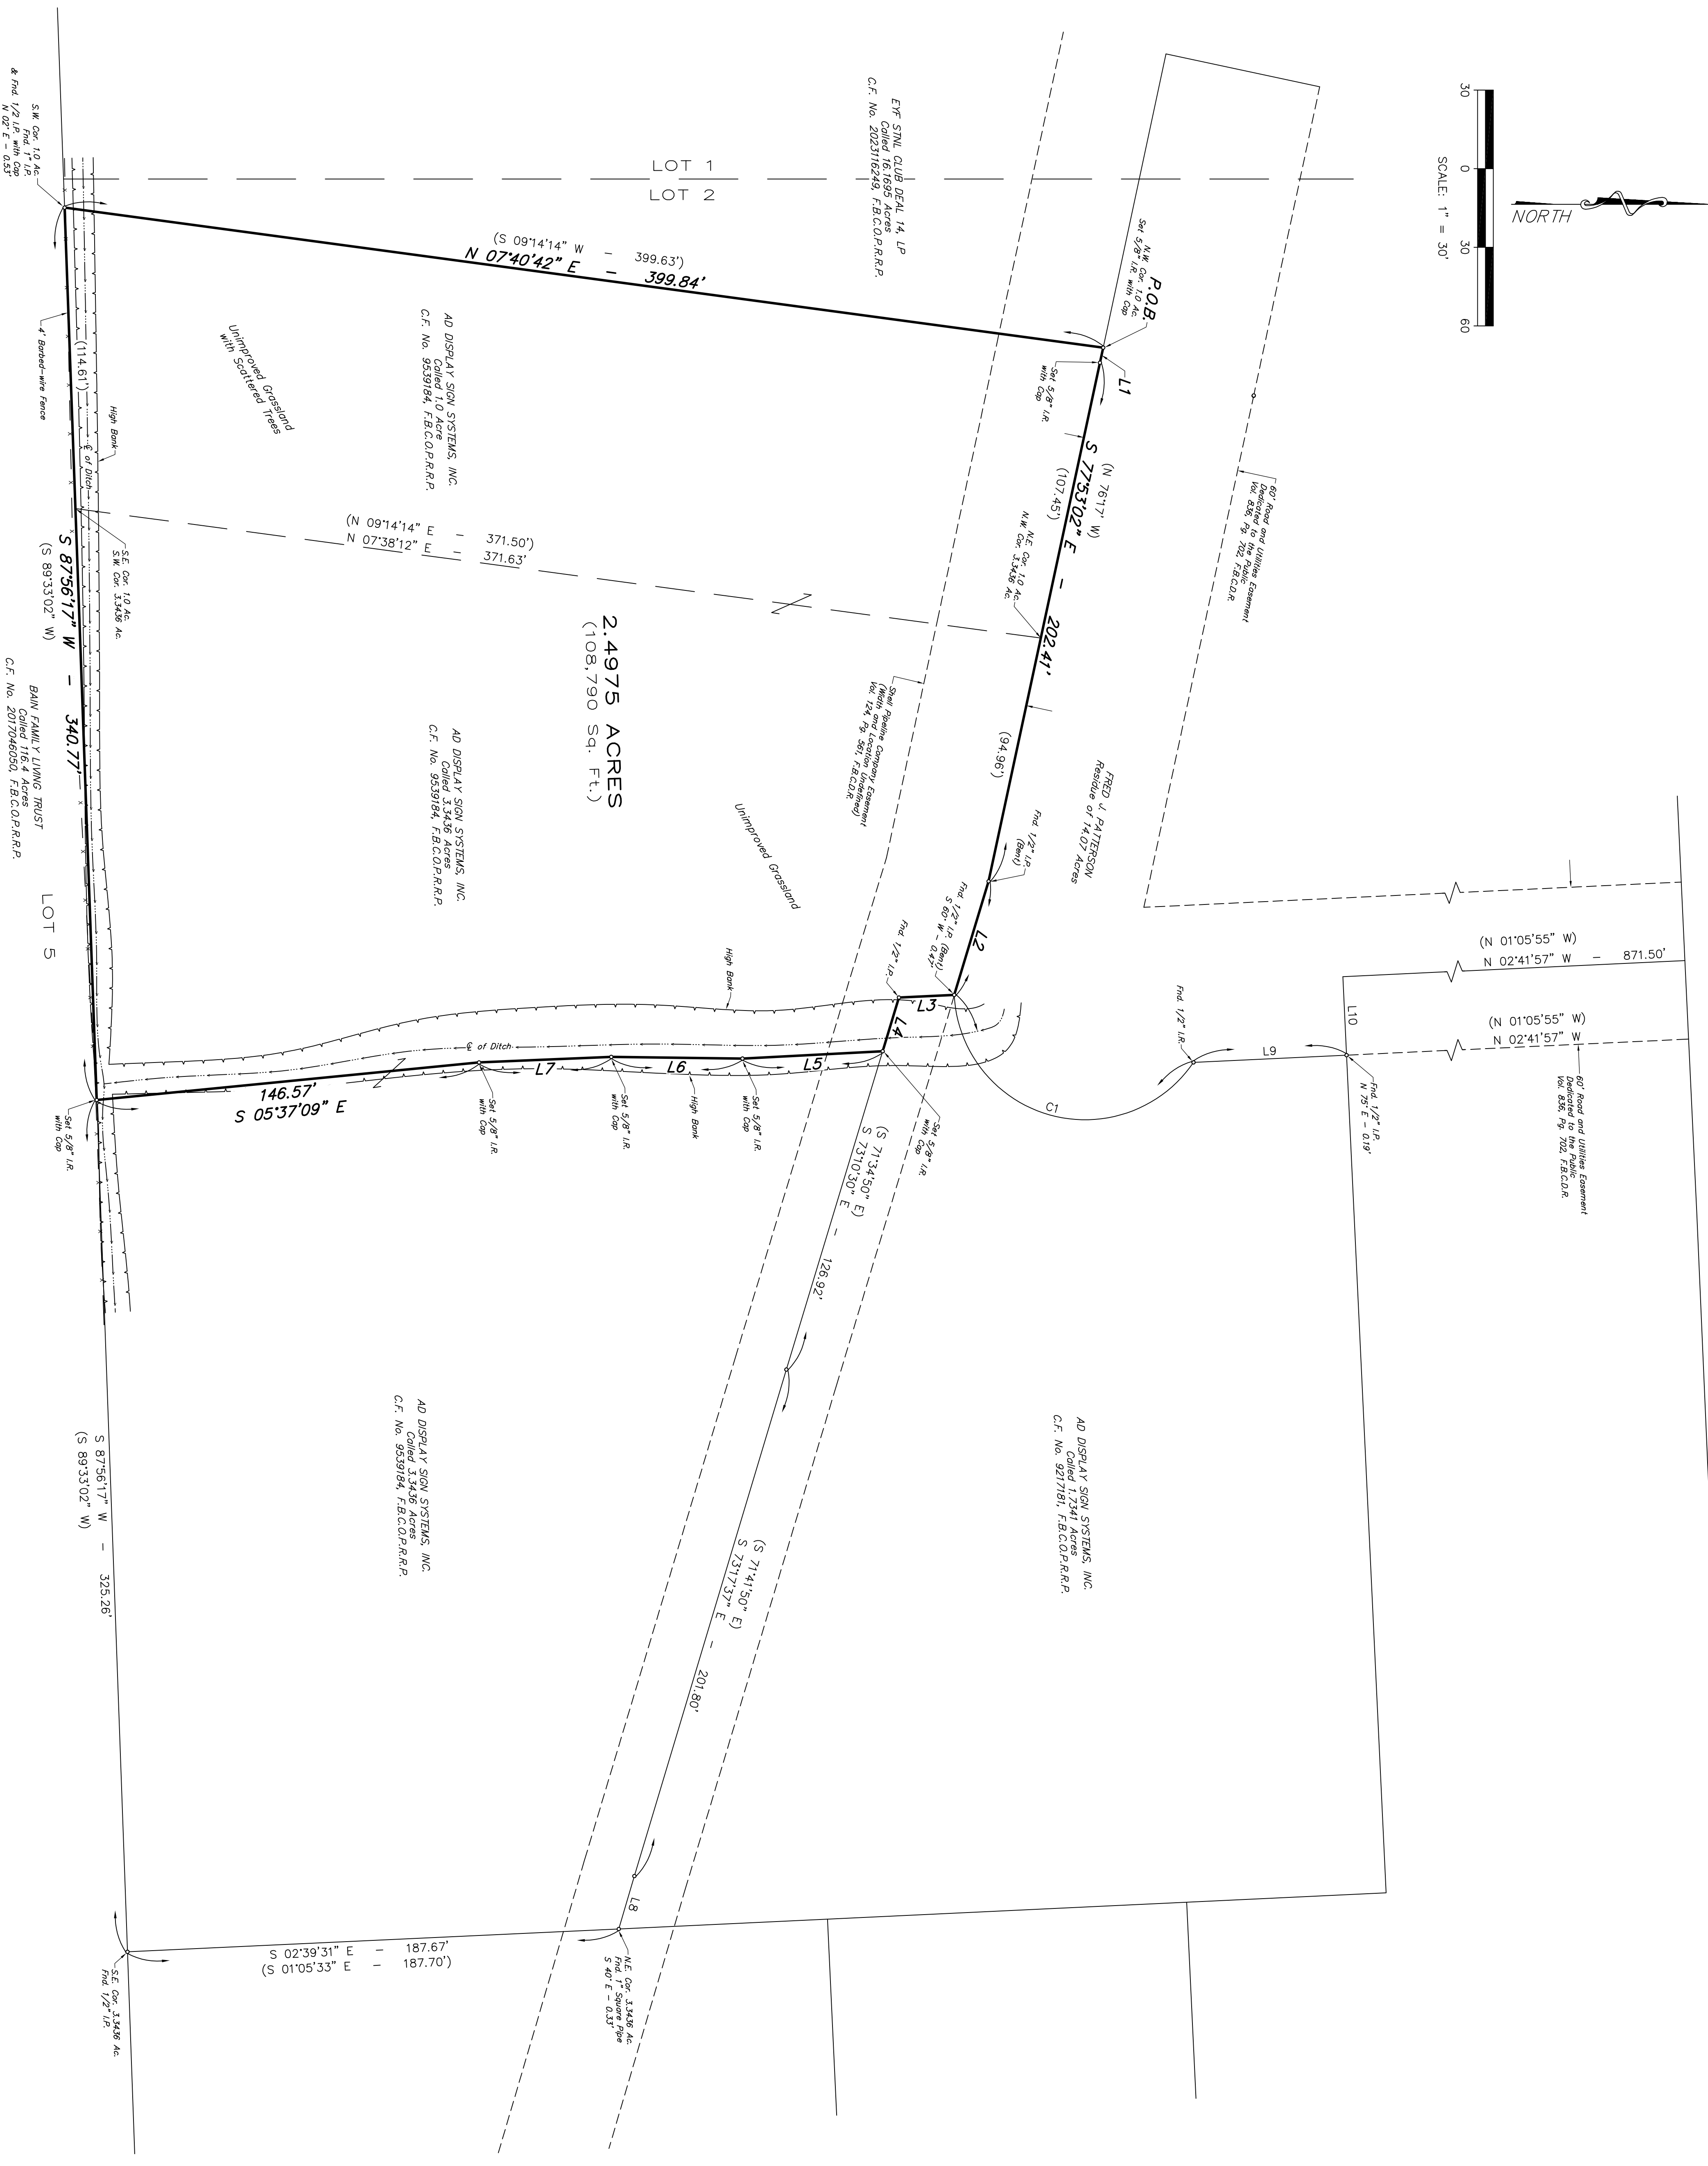 30
0
30
60
SCALE: 1" = 30'
NORTH
LOT 1
LOT 2
EYF STNL CLUB DEAL 14, LP
Called 16.1695 Acres
C.F. No. 2023116249, F.B.C.O.P.R.R.P.
P.O.B.
N.W. Cor. 1.0 Ac.
Set 5/8" I.R. with Cap
L1
Set 5/8" I.R.
with Cap
60' Road and Utilities Easement
Dedicated to the Public
Vol. 836, Pg. 702, F.B.C.D.R.
(N 76°17' W)
S 77°53'02" E - 202.41'
(107.45')
(94.96')
N.E. Cor. 1.0 Ac.
N.W. Cor. 3.3436 Ac.
FRED J. PATTERSON
Residue of 14.07 Acres
Fnd. 1/2" I.P.
(Bent)
L2
Fnd. 1/2" I.P. (Bent)
S 60° W - 0.47'
L3
Fnd. 1/2" I.P.
L4
(S 09°14'14" W - 399.63')
N 07°40'42" E - 399.84'
AD DISPLAY SIGN SYSTEMS, INC.
Called 1.0 Acre
C.F. No. 9539184, F.B.C.O.P.R.R.P.
Unimproved Grassland
with Scattered Trees
(N 09°14'14" E - 371.50')
N 07°38'12" E - 371.63'
2.4975 ACRES
(108,790 Sq. Ft.)
Shell Pipeline Company Easement
(Width and Location Undefined)
Vol. 124, Pg. 561, F.B.C.D.R.
AD DISPLAY SIGN SYSTEMS, INC.
Called 3.3436 Acres
C.F. No. 9539184, F.B.C.O.P.R.R.P.
Unimproved Grassland
S.W. Cor. 1.0 Ac.
Fnd. 1" I.P.
& Fnd. 1/2 I.P. with Cap
N 02° E - 0.53'
4' Barbed-wire Fence
(114.61')
High Bank
℄ of Ditch
S.E. Cor. 1.0 Ac.
S.W. Cor. 3.3436 Ac.
S 87°56'17" W - 340.77'
(S 89°33'02" W)
BAIN FAMILY LIVING TRUST
Called 116.4 Acres
C.F. No. 2017046050, F.B.C.O.P.R.R.P.
LOT 5
High Bank
℄ of Ditch
L5
L6
L7
146.57'
S 05°37'09" E
Set 5/8" I.R.
with Cap
Set 5/8" I.R.
with Cap
Set 5/8" I.R.
with Cap
High Bank
Set 5/8" I.R.
with Cap
Set 5/8" I.R.
with Cap
C1
Fnd. 1/2" I.R.
L9
L10
Fnd. 1/2" I.P.
N 75° E - 0.19'
(N 01°05'55" W)
N 02°41'57" W - 871.50'
(N 01°05'55" W)
N 02°41'57" W
60' Road and Utilities Easement
Dedicated to the Public
Vol. 836, Pg. 702, F.B.C.D.R.
(S 71°34'50" E)
S 73°10'30" E - 126.92'
AD DISPLAY SIGN SYSTEMS, INC.
Called 1.7341 Acres
C.F. No. 9217181, F.B.C.O.P.R.R.P.
(S 71°41'50" E)
S 73°17'37" E - 201.80'
L8
AD DISPLAY SIGN SYSTEMS, INC.
Called 3.3436 Acres
C.F. No. 9539184, F.B.C.O.P.R.R.P.
S 87°56'17" W - 325.26'
(S 89°33'02" W)
S 02°39'31" E - 187.67'
(S 01°05'33" E - 187.70')
N.E. Cor. 3.3436 Ac.
Fnd. 1" Square Pipe
S 40° E - 0.33'
S.E. Cor. 3.3436 Ac.
Fnd. 1/2" I.P.